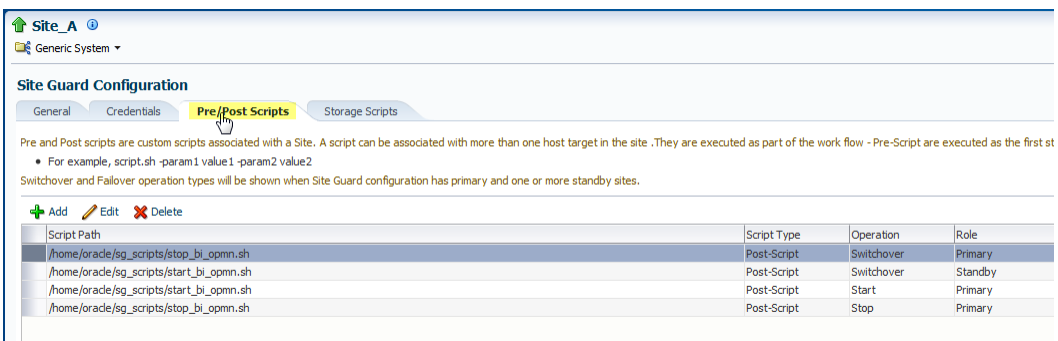 Site_A
Generic System
Site Guard Configuration
General Credentials Pre/Post Scripts Storage Scripts
Pre and Post scripts are custom scripts associated with a Site. A script can be associated with more than one host target in the site .They are executed as part of the work flow - Pre-Script are executed as the first st
• For example, script.sh -param1 value1 -param2 value2
Switchover and Failover operation types will be shown when Site Guard configuration has primary and one or more standby sites.
Add Edit Delete
Script Path Script Type Operation Role
/home/oracle/sg_scripts/stop_bi_opmn.sh Post-Script Switchover Primary
/home/oracle/sg_scripts/start_bi_opmn.sh Post-Script Switchover Standby
/home/oracle/sg_scripts/start_bi_opmn.sh Post-Script Start Primary
/home/oracle/sg_scripts/stop_bi_opmn.sh Post-Script Stop Primary